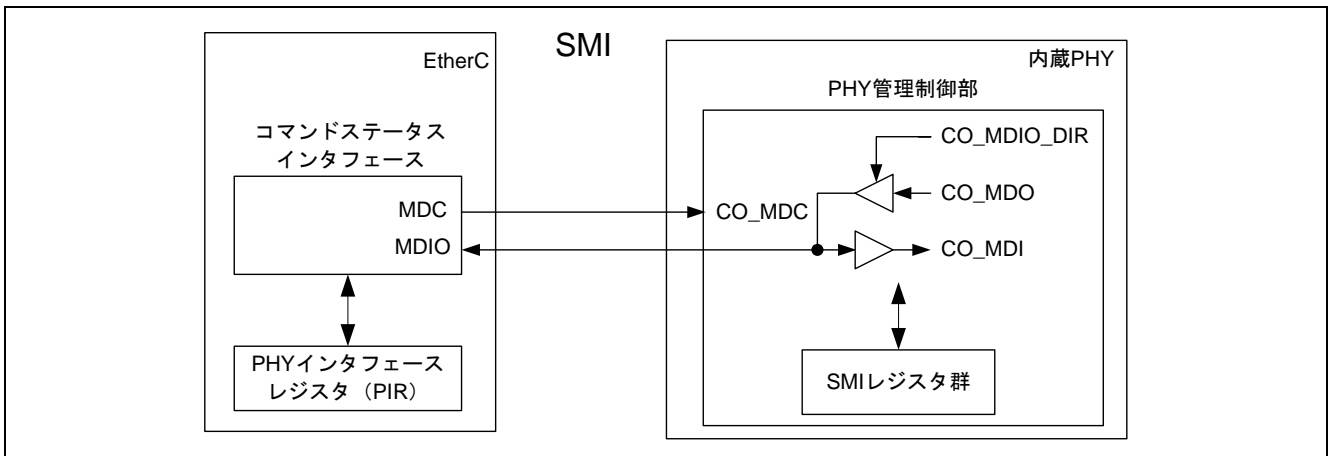 SMI
EtherC
コマンドステータス
インタフェース
MDC
MDIO
PHYインタフェース
レジスタ（PIR）
内蔵PHY
PHY管理制御部
CO_MDIO_DIR
CO_MDO
CO_MDC
CO_MDI
SMIレジスタ群